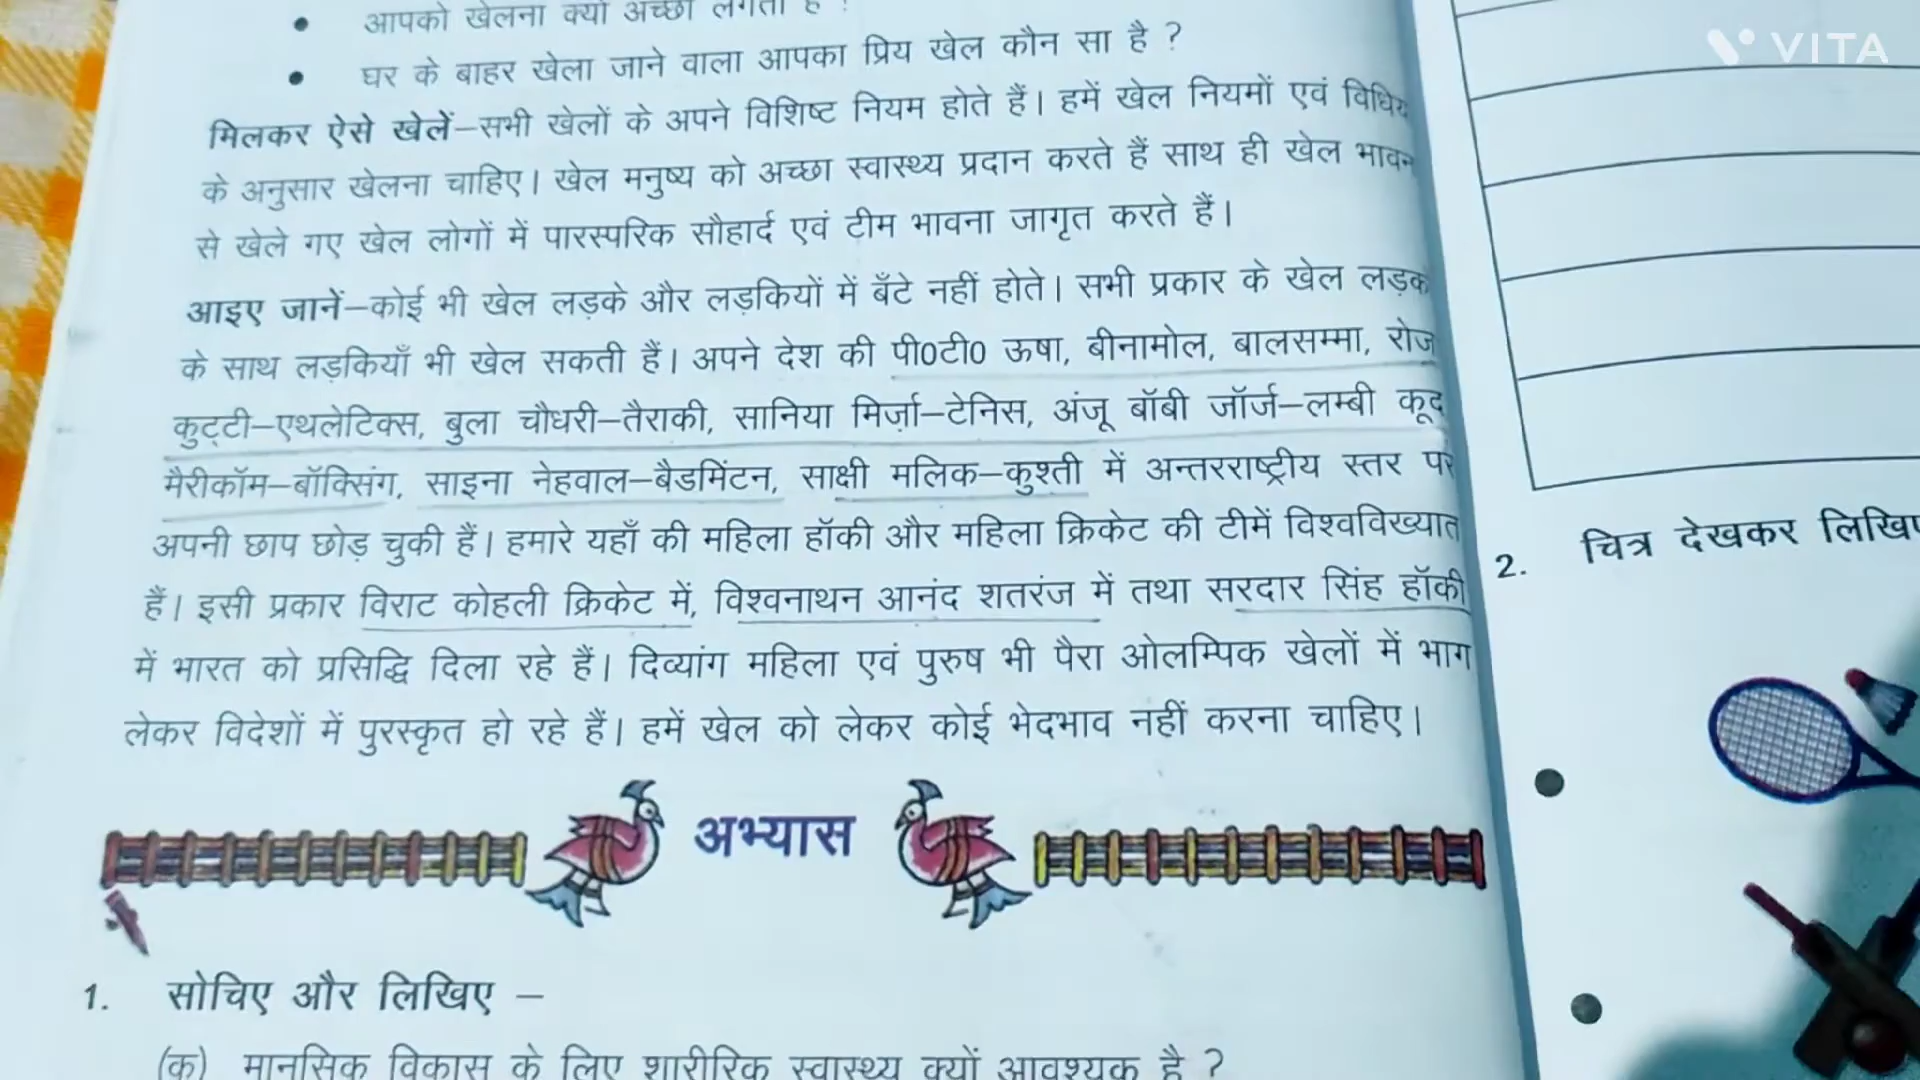 आपको खेलना क्यों अच्छा लगता है ?
घर के बाहर खेला जाने वाला आपका प्रिय खेल कौन सा है ?
मिलकर ऐसे खेलें–सभी खेलों के अपने विशिष्ट नियम होते हैं। हमें खेल नियमों एवं
के अनुसार खेलना चाहिए। खेल मनुष्य को अच्छा स्वास्थ्य प्रदान करते हैं साथ ही खेल
से खेले गए खेल लोगों में पारस्परिक सौहार्द एवं टीम भावना जागृत करते हैं।
आइए जानें–कोई भी खेल लड़के और लड़कियों में बँटे नहीं होते। सभी प्रकार के खेल
के साथ लड़कियाँ भी खेल सकती हैं। अपने देश की पी0टी0 ऊषा, बीनामोल, बालसम्मा, रोज
कुट्टी–एथलेटिक्स, बुला चौधरी–तैराकी, सानिया मिर्ज़ा–टेनिस, अंजू बॉबी जॉर्ज–लम्बी कूद
मैरीकॉम–बॉक्सिंग, साइना नेहवाल–बैडमिंटन, साक्षी मलिक–कुश्ती में अन्तरराष्ट्रीय स्तर पर
अपनी छाप छोड़ चुकी हैं। हमारे यहाँ की महिला हॉकी और महिला क्रिकेट की टीमें विश्वविख्यात
हैं। इसी प्रकार विराट कोहली क्रिकेट में, विश्वनाथन आनंद शतरंज में तथा सरदार सिंह हॉकी
में भारत को प्रसिद्धि दिला रहे हैं। दिव्यांग महिला एवं पुरुष भी पैरा ओलम्पिक खेलों में भाग
लेकर विदेशों में पुरस्कृत हो रहे हैं। हमें खेल को लेकर कोई भेदभाव नहीं करना चाहिए।
अभ्यास
1. सोचिए और लिखिए –
(क) मानसिक विकास के लिए शारीरिक स्वास्थ्य क्यों आवश्यक है ?
2. चित्र देखकर
VITA